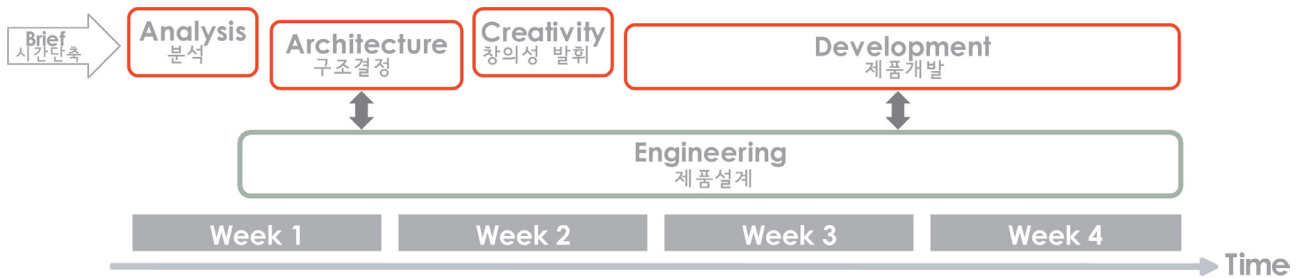 Brief
시간단축
Analysis
분석
Architecture
구조결정
Creativity
창의성 발휘
Development
제품개발
Engineering
제품설계
Week 1
Week 2
Week 3
Week 4
Time